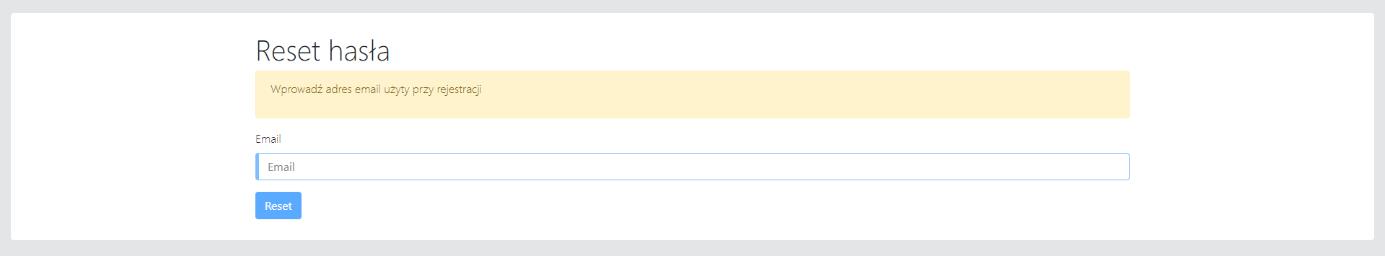 Reset hasła
Wprowadź adres email użyty przy rejestracji
Email
Email
Reset